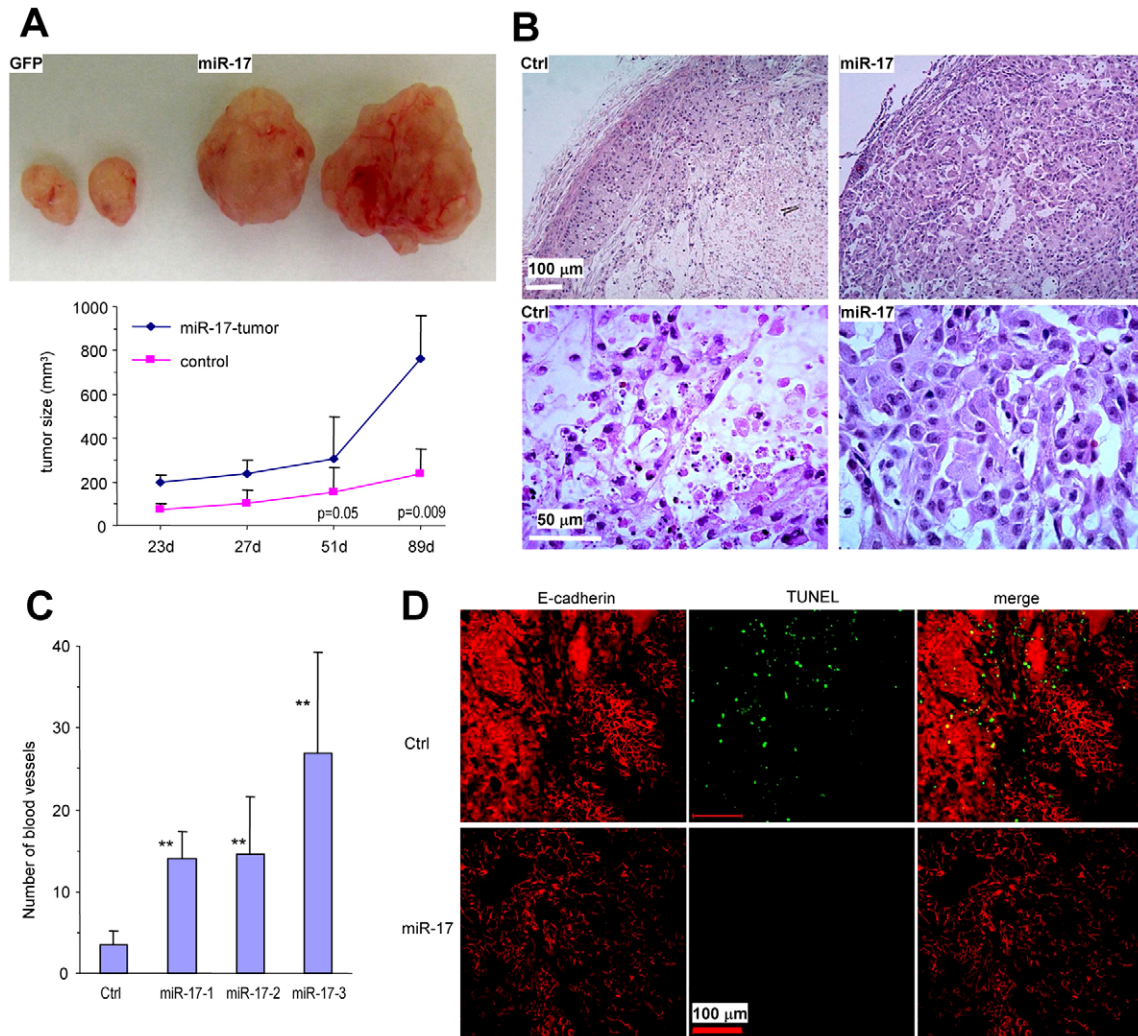 A
GFP
miR-17
1000
800
600
400
200
0
tumor size (mm³)
miR-17-tumor
control
p=0.05
p=0.009
23d
27d
51d
89d
B
Ctrl
miR-17
100 μm
Ctrl
miR-17
50 μm
C
40
30
20
10
0
Number of blood vessels
**
**
**
Ctrl
miR-17-1
miR-17-2
miR-17-3
D
E-cadherin
TUNEL
merge
Ctrl
miR-17
100 μm